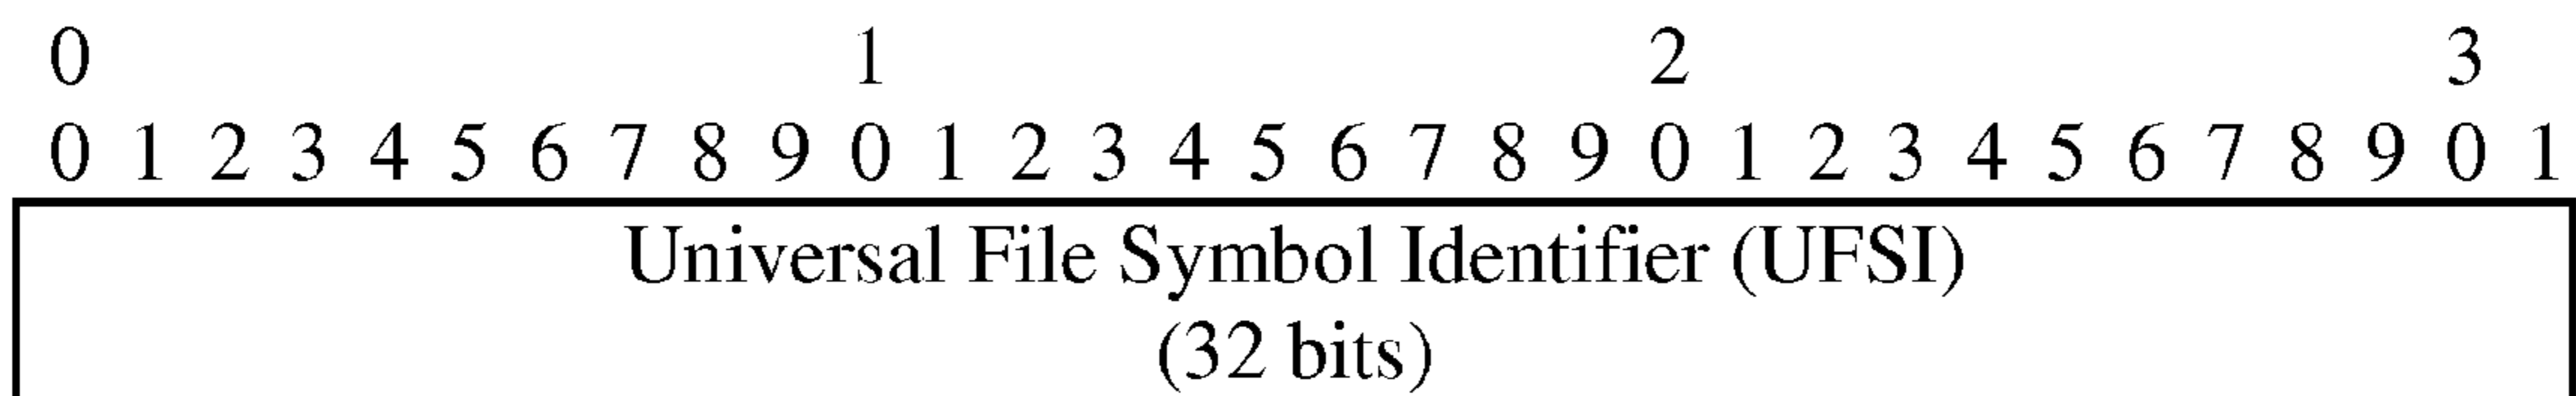 0 1 2 3
0 1 2 3 4 5 6 7 8 9 0 1 2 3 4 5 6 7 8 9 0 1 2 3 4 5 6 7 8 9 0 1
Universal File Symbol Identifier (UFSI)
(32 bits)